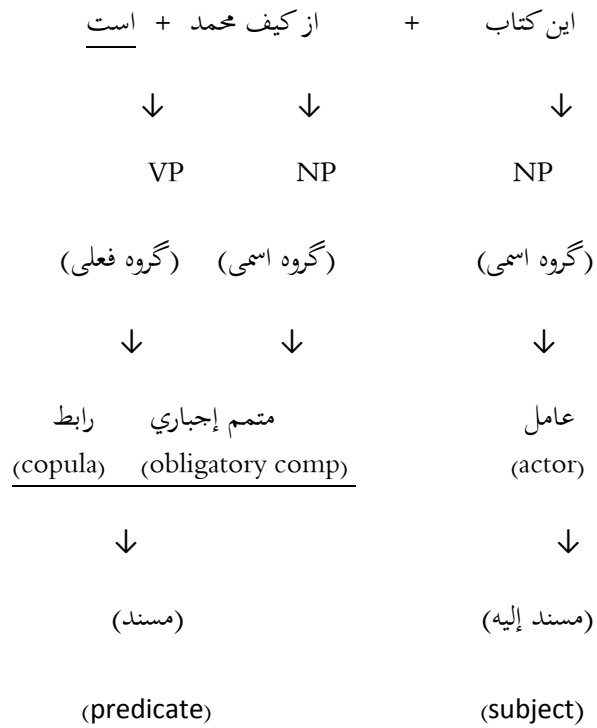 این کتاب + از کیف محمد + است
↓ ↓ ↓
NP NP VP
(گروه اسمی) (گروه اسمی) (گروه فعلی)
↓ ↓ ↓
عامل متمم إجباري رابط
(actor) (obligatory comp) (copula)
↓ ↓
(مسند إليه) (مسند)
(subject) (predicate)